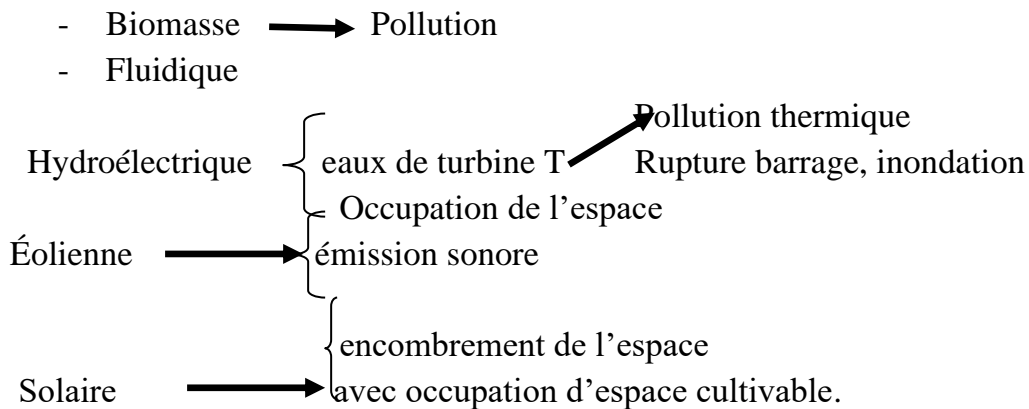 - Biomasse Pollution
- Fluidique
Pollution thermique
Hydroélectrique eaux de turbine T Rupture barrage, inondation
Occupation de l’espace
Éolienne émission sonore
encombrement de l’espace
Solaire avec occupation d’espace cultivable.